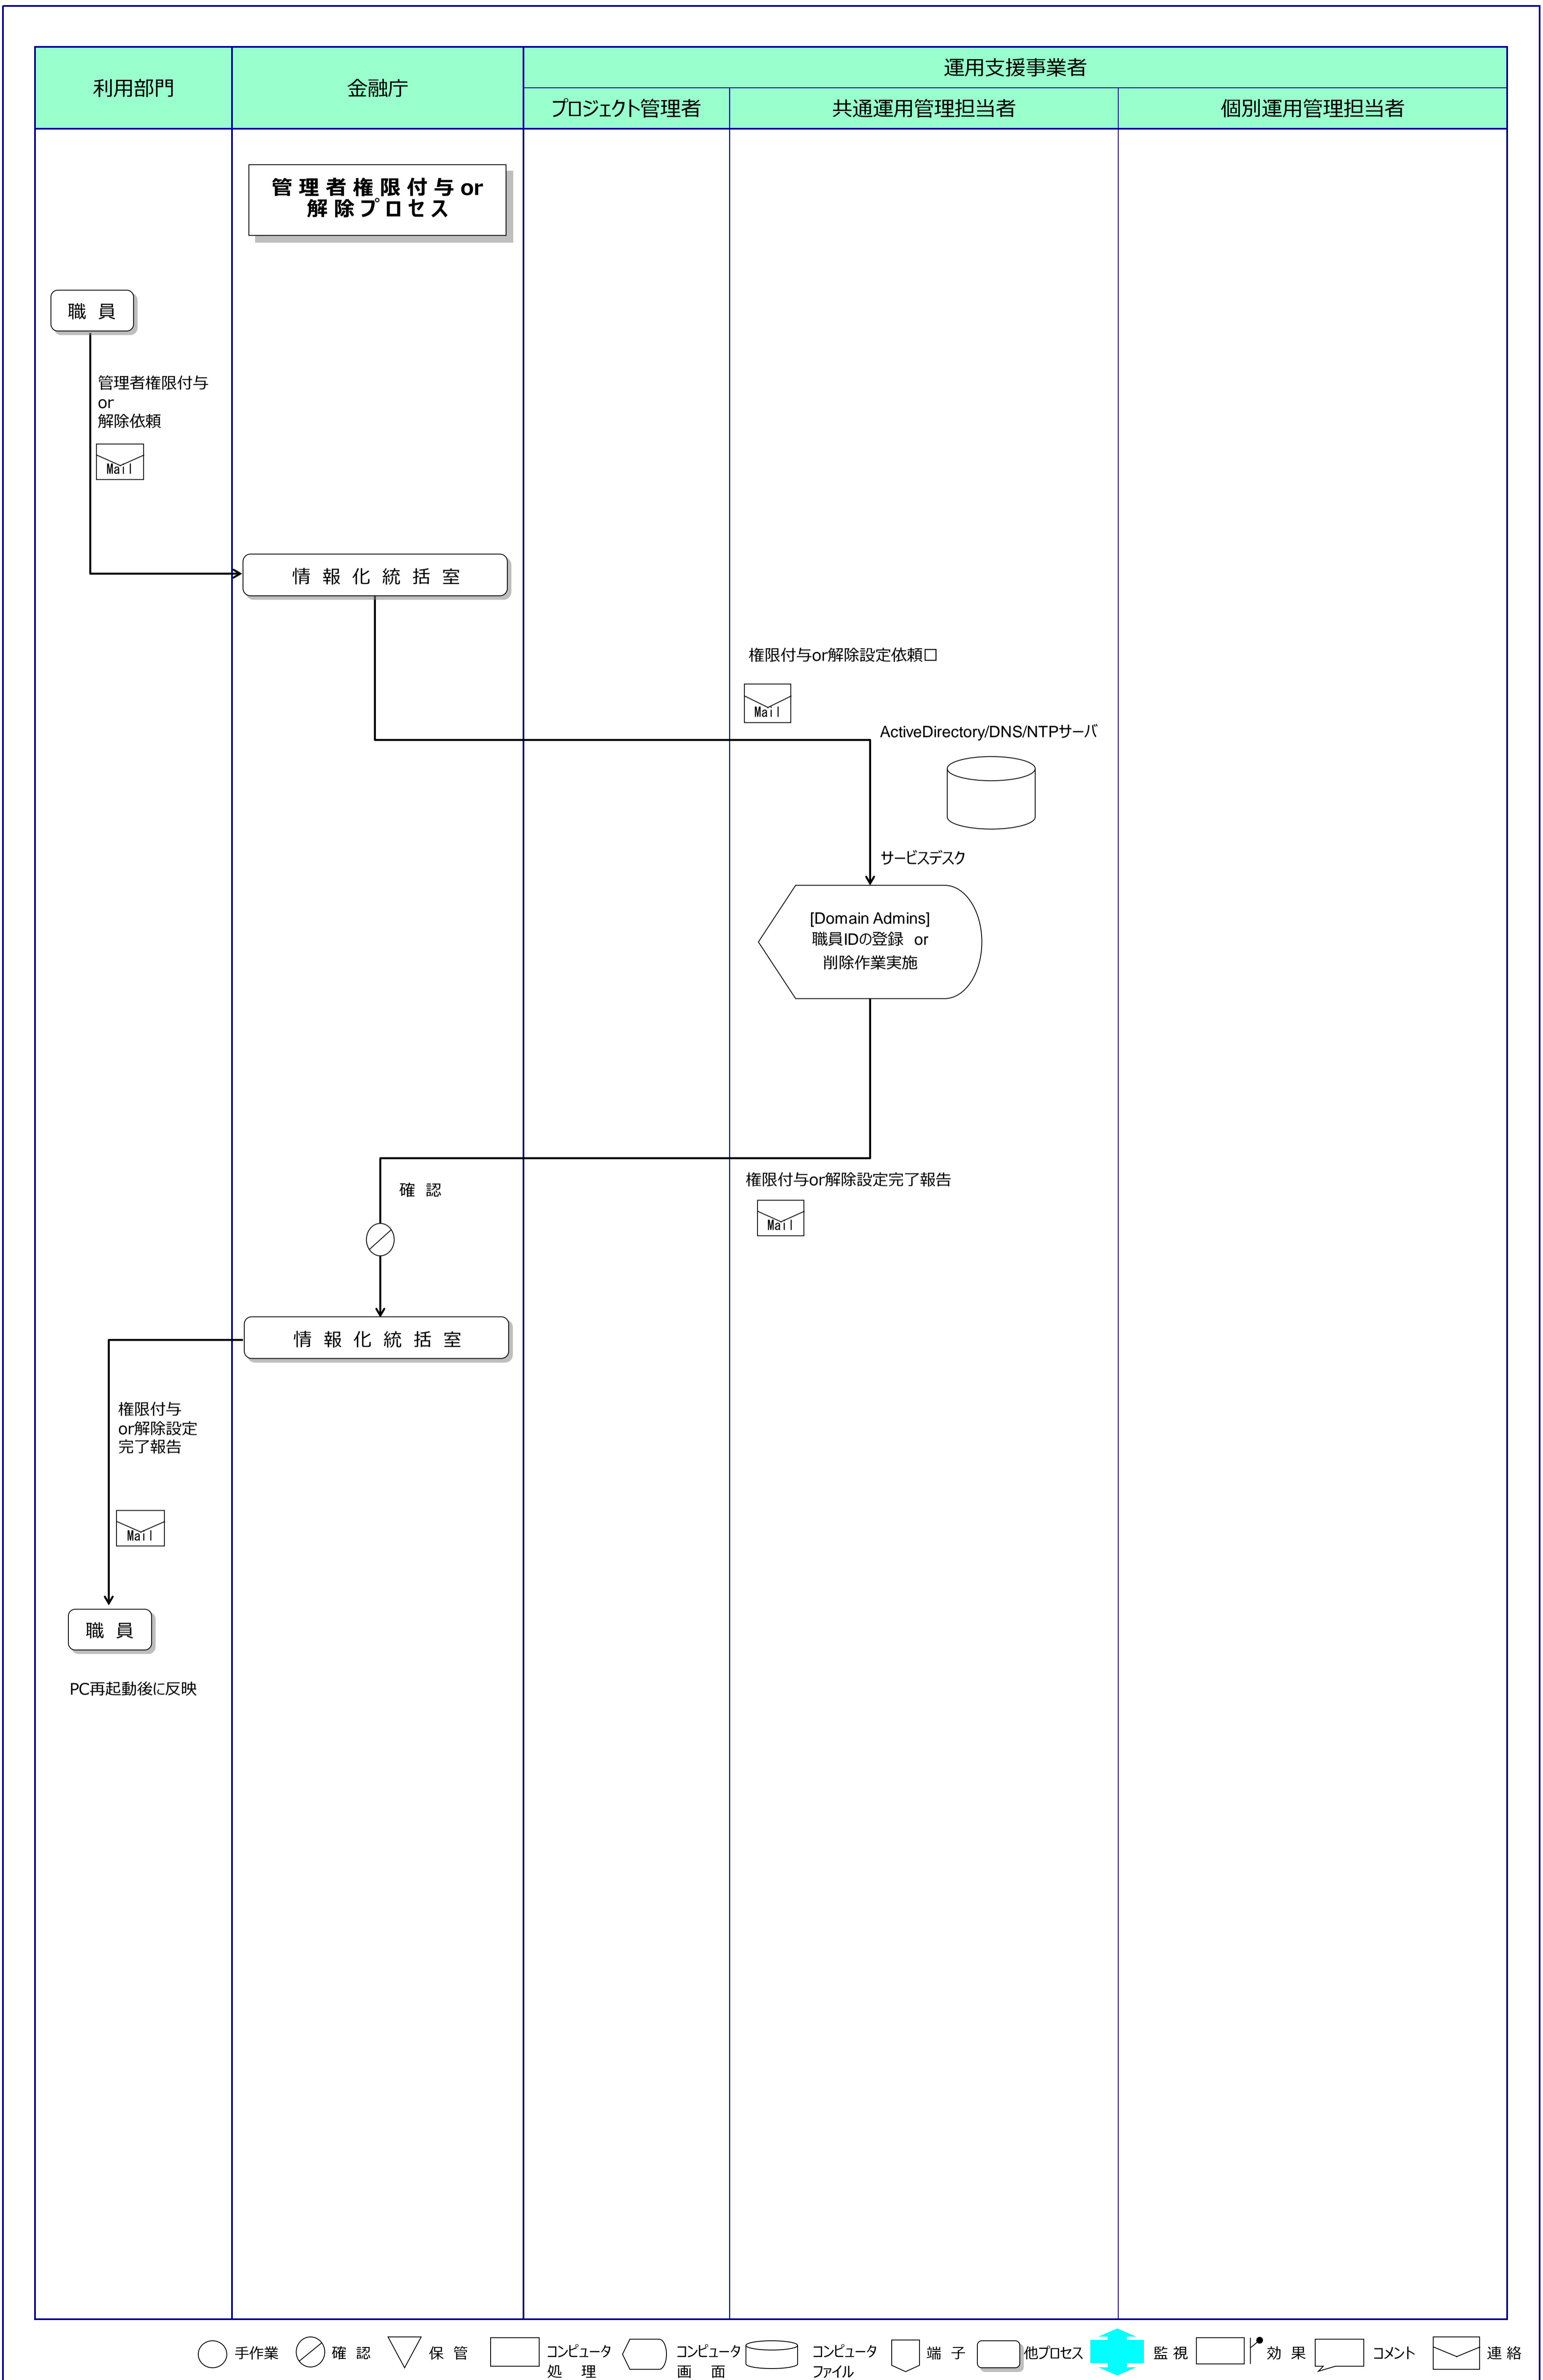 利用部門
金融庁
運用支援事業者
プロジェクト管理者
共通運用管理担当者
個別運用管理担当者
管理者権限付与or
解除プロセス
職 員
管理者権限付与
or
解除依頼
Mail
情報化統括室
権限付与or解除設定依頼□
Mail
ActiveDirectory/DNS/NTPサーバ
サービスデスク
[Domain Admins]
職員IDの登録 or
削除作業実施
権限付与or解除設定完了報告
Mail
確 認
情報化統括室
権限付与
or解除設定
完了報告
Mail
職 員
PC再起動後に反映
手作業
確 認
保 管
コンピュータ
処 理
コンピュータ
画 面
コンピュータ
ファイル
端 子
他プロセス
監 視
効 果
コメント
連 絡